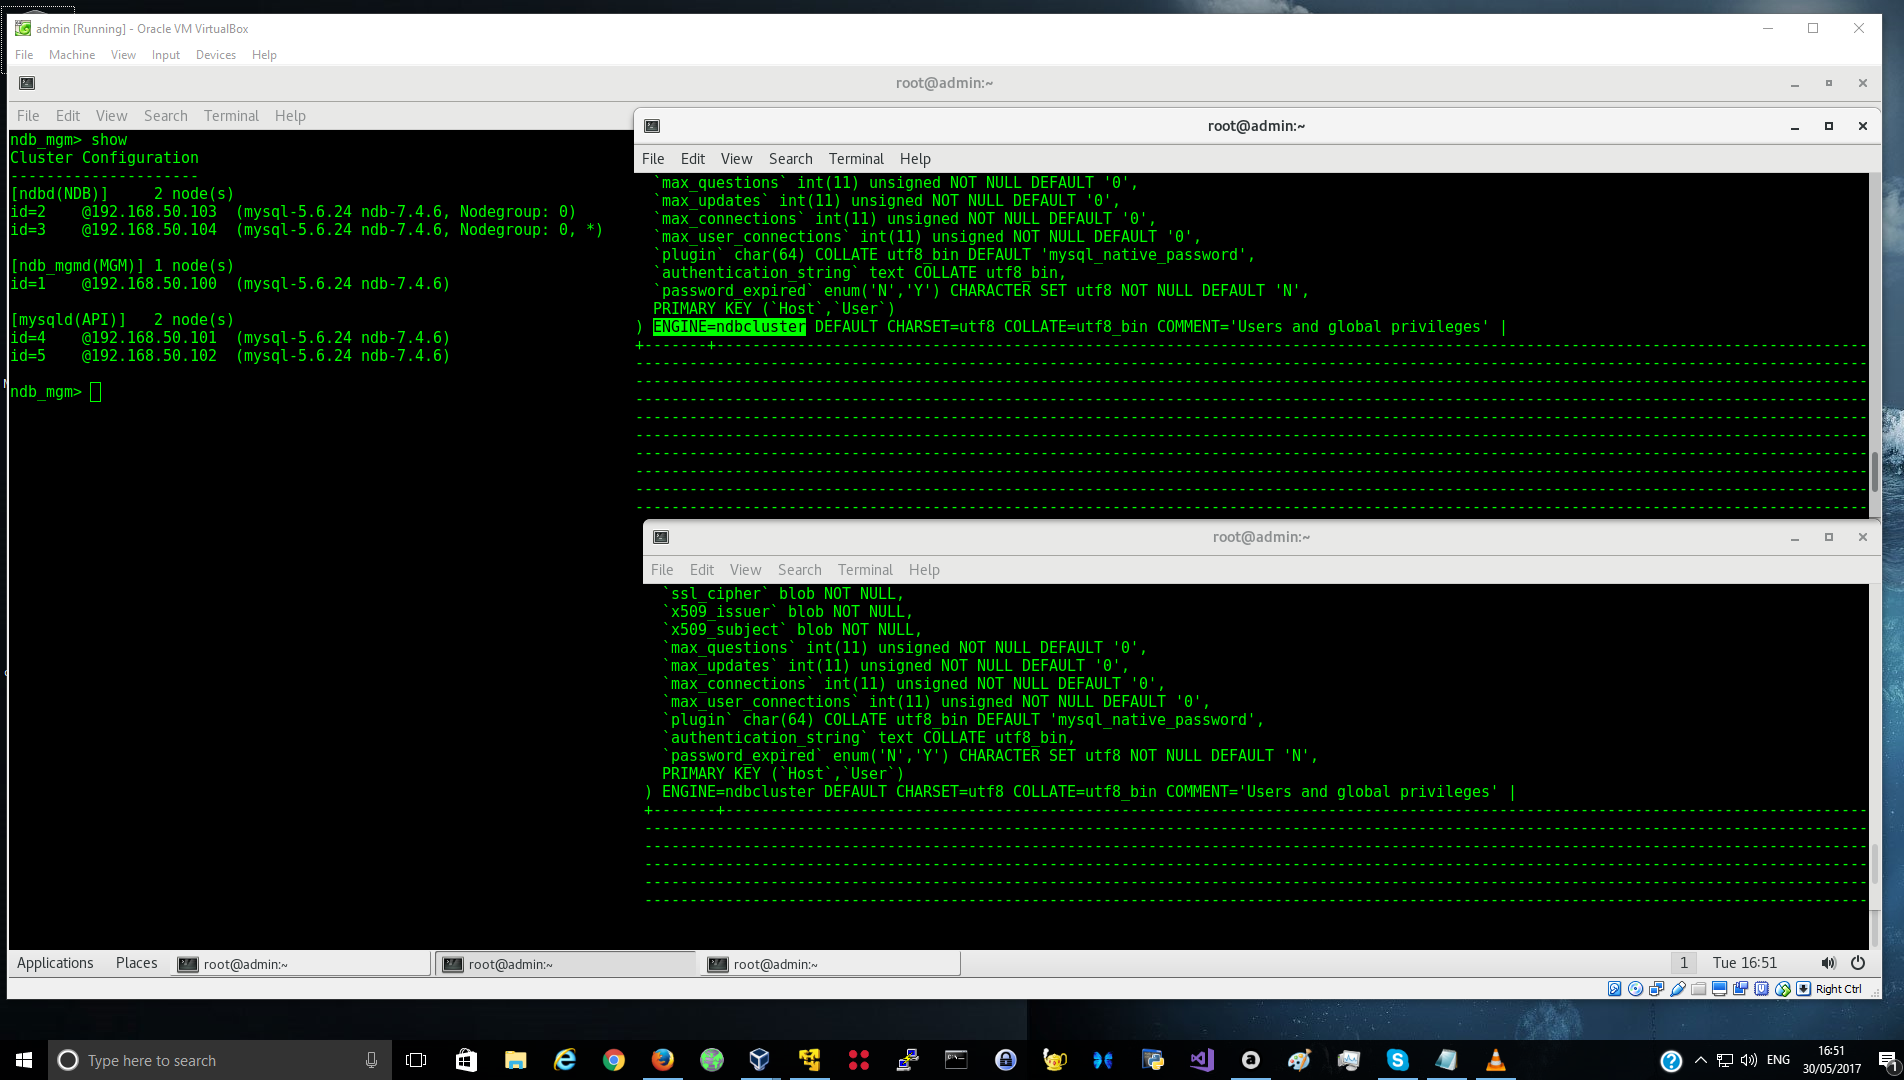 admin [Running] - Oracle VM VirtualBox
File Machine View Input Devices Help
root@admin:~
File Edit View Search Terminal Help
ndb_mgm> show
Cluster Configuration
---------------------
[ndbd(NDB)]     2 node(s)
id=2    @192.168.50.103  (mysql-5.6.24 ndb-7.4.6, Nodegroup: 0)
id=3    @192.168.50.104  (mysql-5.6.24 ndb-7.4.6, Nodegroup: 0, *)
[ndb_mgmd(MGM)] 1 node(s)
id=1    @192.168.50.100  (mysql-5.6.24 ndb-7.4.6)
[mysqld(API)]   2 node(s)
id=4    @192.168.50.101  (mysql-5.6.24 ndb-7.4.6)
id=5    @192.168.50.102  (mysql-5.6.24 ndb-7.4.6)
ndb_mgm>
root@admin:~
File Edit View Search Terminal Help
`max_questions` int(11) unsigned NOT NULL DEFAULT '0',
`max_updates` int(11) unsigned NOT NULL DEFAULT '0',
`max_connections` int(11) unsigned NOT NULL DEFAULT '0',
`max_user_connections` int(11) unsigned NOT NULL DEFAULT '0',
`plugin` char(64) COLLATE utf8_bin DEFAULT 'mysql_native_password',
`authentication_string` text COLLATE utf8_bin,
`password_expired` enum('N','Y') CHARACTER SET utf8 NOT NULL DEFAULT 'N',
PRIMARY KEY (`Host`,`User`)
) ENGINE=ndbcluster DEFAULT CHARSET=utf8 COLLATE=utf8_bin COMMENT='Users and global privileges' |
root@admin:~
File Edit View Search Terminal Help
`ssl_cipher` blob NOT NULL,
`x509_issuer` blob NOT NULL,
`x509_subject` blob NOT NULL,
`max_questions` int(11) unsigned NOT NULL DEFAULT '0',
`max_updates` int(11) unsigned NOT NULL DEFAULT '0',
`max_connections` int(11) unsigned NOT NULL DEFAULT '0',
`max_user_connections` int(11) unsigned NOT NULL DEFAULT '0',
`plugin` char(64) COLLATE utf8_bin DEFAULT 'mysql_native_password',
`authentication_string` text COLLATE utf8_bin,
`password_expired` enum('N','Y') CHARACTER SET utf8 NOT NULL DEFAULT 'N',
PRIMARY KEY (`Host`,`User`)
) ENGINE=ndbcluster DEFAULT CHARSET=utf8 COLLATE=utf8_bin COMMENT='Users and global privileges' |
Applications Places root@admin:~ root@admin:~ root@admin:~ 1 Tue 16:51
Right Ctrl
Type here to search ENG 16:51
30/05/2017